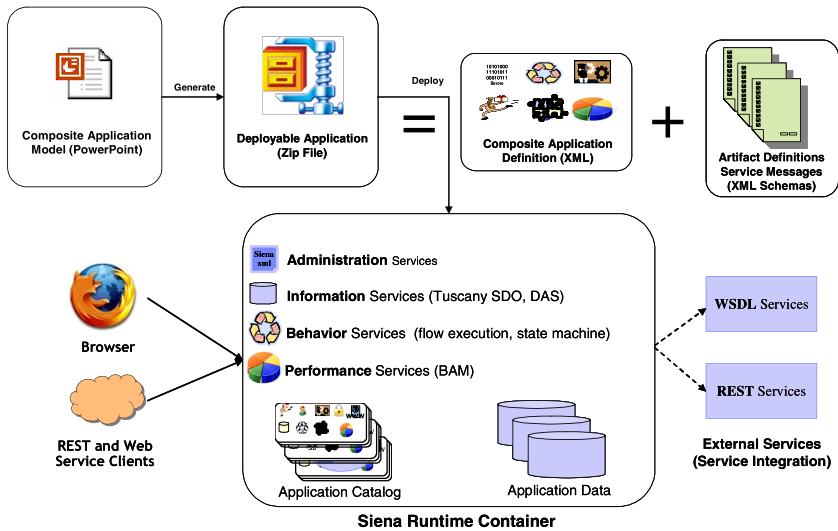 Generate
Deploy
Composite Application
Model (PowerPoint)
Deployable Application
(Zip File)
=
10101000
11101011
00010111
Composite Application
Definition (XML)
+
Artifact Definitions
Service Messages
(XML Schemas)
Siena
xml
Administration Services
Information Services (Tuscany SDO, DAS)
Behavior Services (flow execution, state machine)
Performance Services (BAM)
Browser
REST and Web
Service Clients
WSDL Services
REST Services
External Services
(Service Integration)
Application Catalog
Application Data
Siena Runtime Container